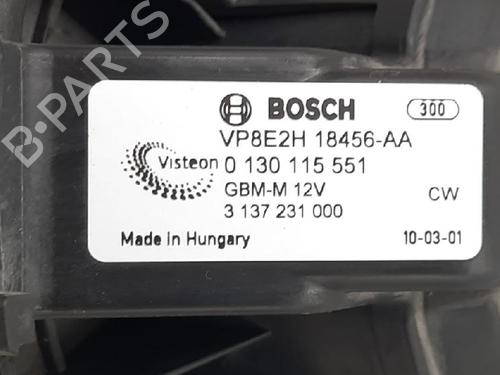 B-PARTS
BOSCH 300
VP8E2H 18456-AA
Visteon 0 130 115 551
GBM-M 12V CW
3 137 231 000
Made in Hungary 10-03-01